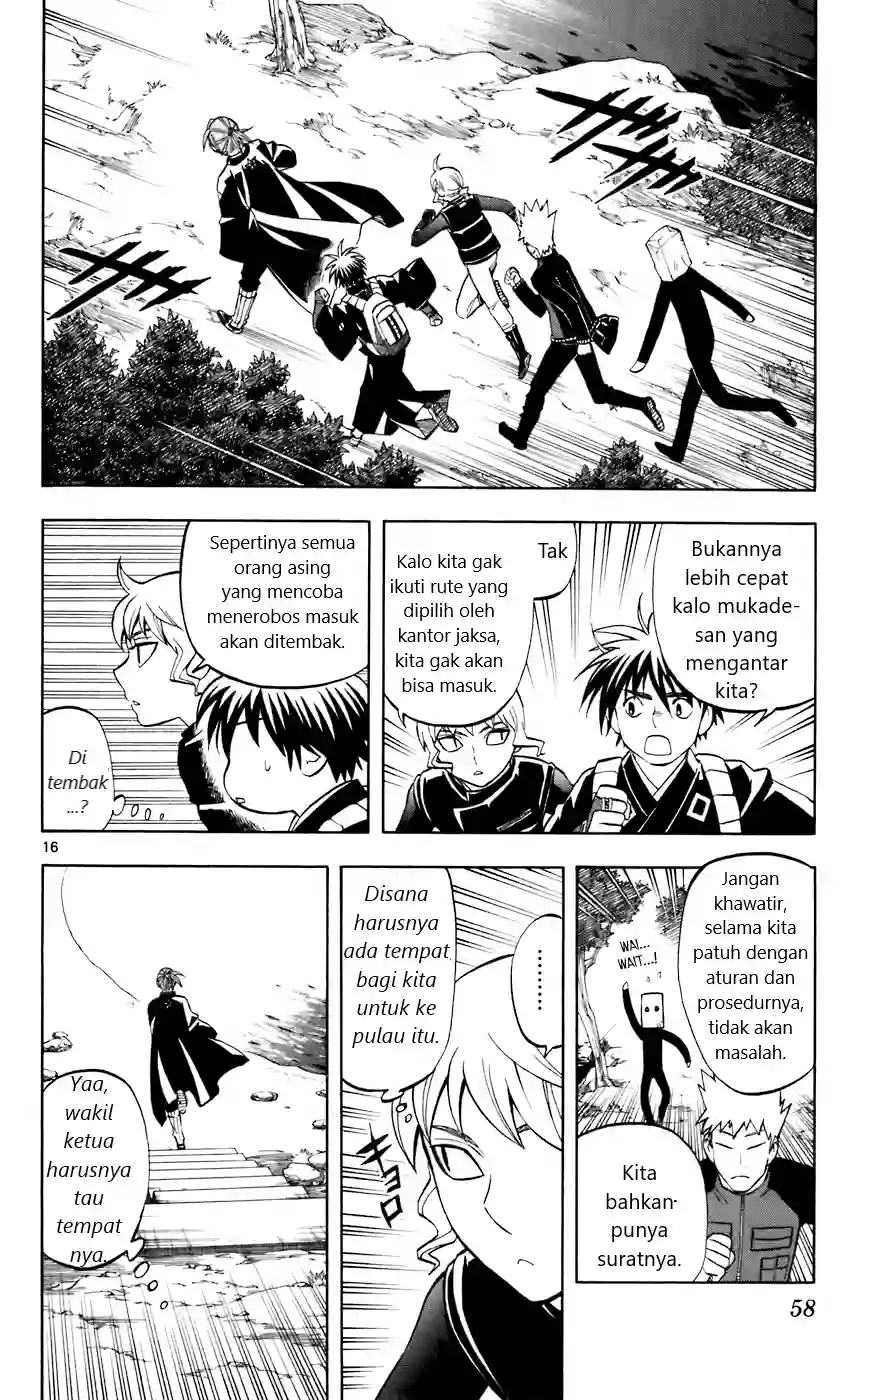 Bukannya
lebih cepat
kalo mukade-
san yang
mengantar
kita?
Tak
Kalo kita gak
ikuti rute yang
dipilih oleh
kantor jaksa,
kita gak akan
bisa masuk.
Sepertinya semua
orang asing
yang mencoba
menerobos masuk
akan ditembak.
Di
tembak
...?
16
Jangan
khawatir,
selama kita
patuh dengan
aturan dan
prosedurnya,
tidak akan
masalah.
WAI...
WAIT...!
Kita
bahkan-
punya
suratnya.
........
Disana
harusnya
ada tempat
bagi kita
untuk ke
pulau itu.
キョロ
Yaa,
wakil
ketua
harusnya
tau
tempat
nya.
58